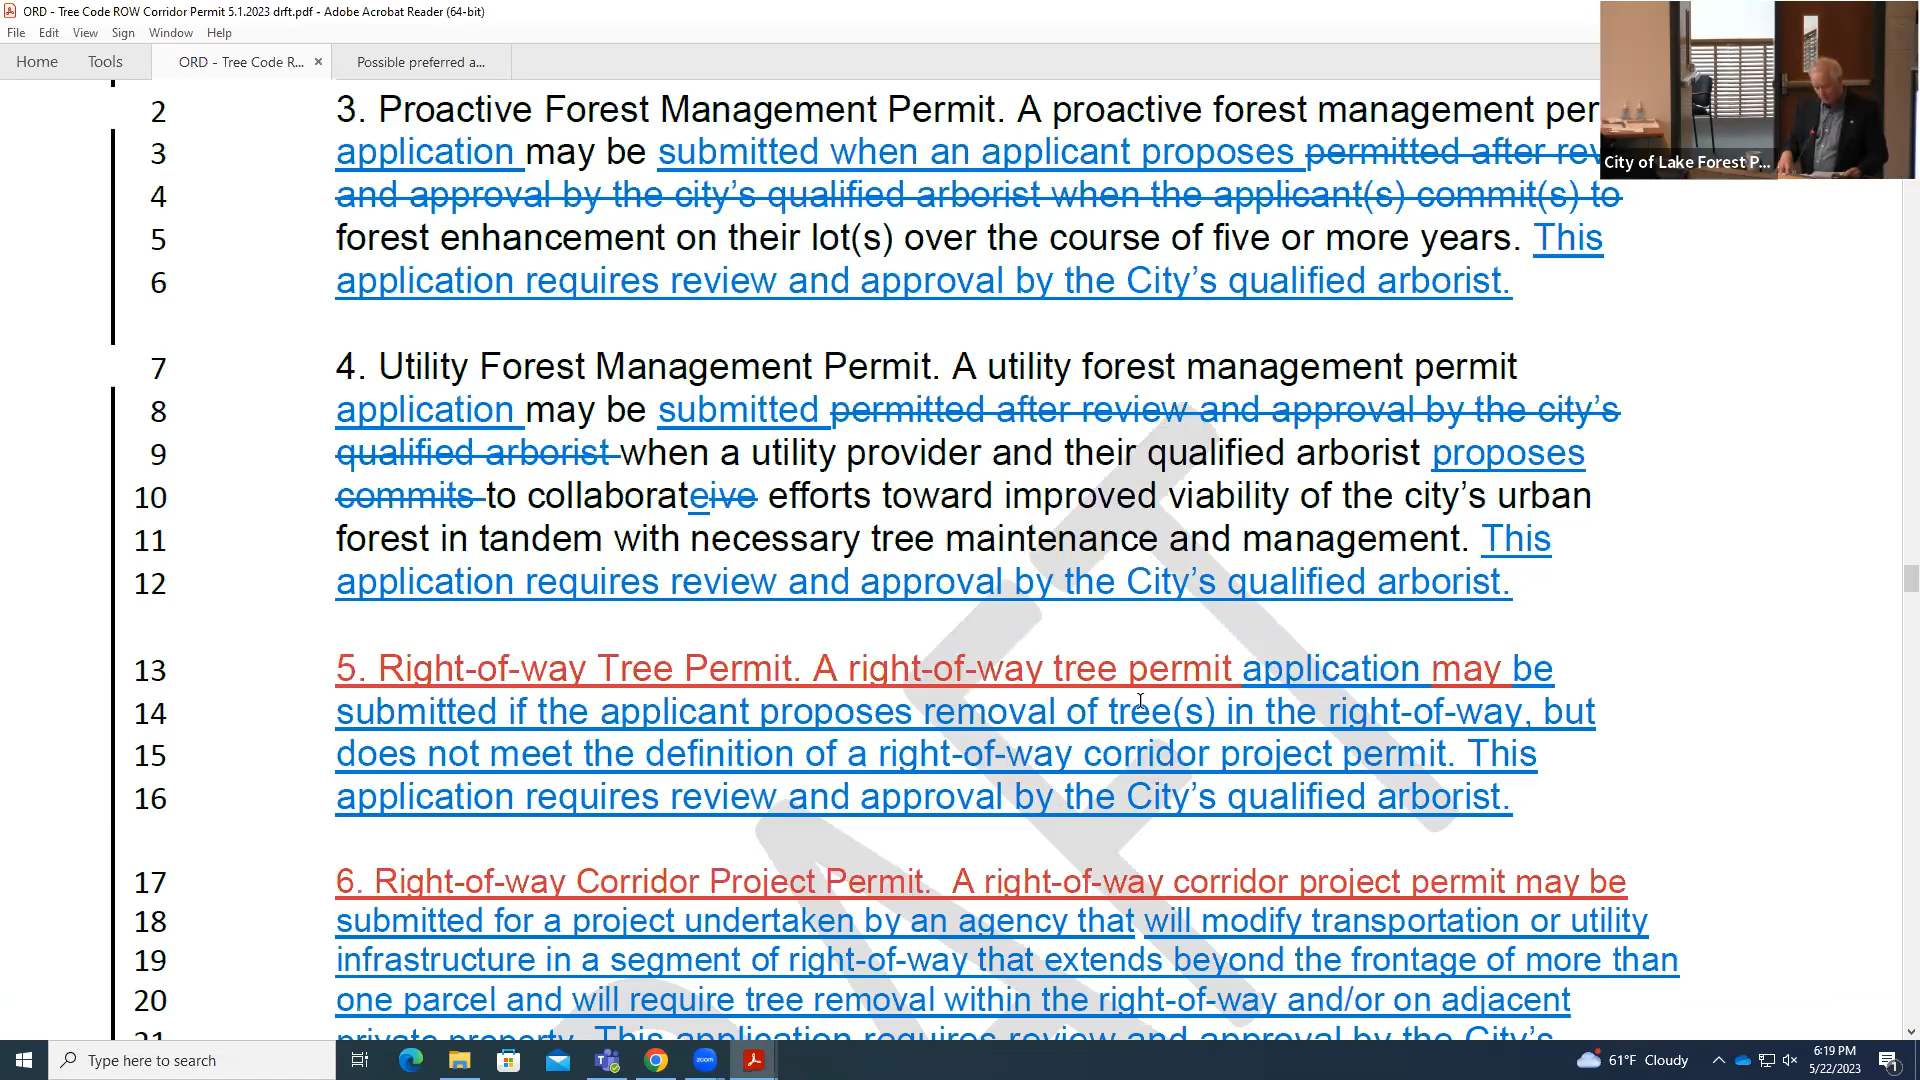 ORD - Tree Code ROW Corridor Permit 5.1.2023 drft.pdf - Adobe Acrobat Reader (64-bit)
File Edit View Sign Window Help
Home Tools ORD - Tree Code R... × Possible preferred a...
City of Lake Forest P...
2 3. Proactive Forest Management Permit. A proactive forest management per
3 application may be submitted when an applicant proposes permitted after rev
4 and approval by the city's qualified arborist when the applicant(s) commit(s) to
5 forest enhancement on their lot(s) over the course of five or more years. This
6 application requires review and approval by the City's qualified arborist.
7 4. Utility Forest Management Permit. A utility forest management permit
8 application may be submitted permitted after review and approval by the city's
9 qualified arborist when a utility provider and their qualified arborist proposes
10 commits to collaborateive efforts toward improved viability of the city's urban
11 forest in tandem with necessary tree maintenance and management. This
12 application requires review and approval by the City's qualified arborist.
13 5. Right-of-way Tree Permit. A right-of-way tree permit application may be
14 submitted if the applicant proposes removal of tree(s) in the right-of-way, but
15 does not meet the definition of a right-of-way corridor project permit. This
16 application requires review and approval by the City's qualified arborist.
17 6. Right-of-way Corridor Project Permit. A right-of-way corridor project permit may be
18 submitted for a project undertaken by an agency that will modify transportation or utility
19 infrastructure in a segment of right-of-way that extends beyond the frontage of more than
20 one parcel and will require tree removal within the right-of-way and/or on adjacent
21 private property. This application requires review and approval by the City's
Type here to search
zoom
61°F Cloudy
6:19 PM
5/22/2023
1